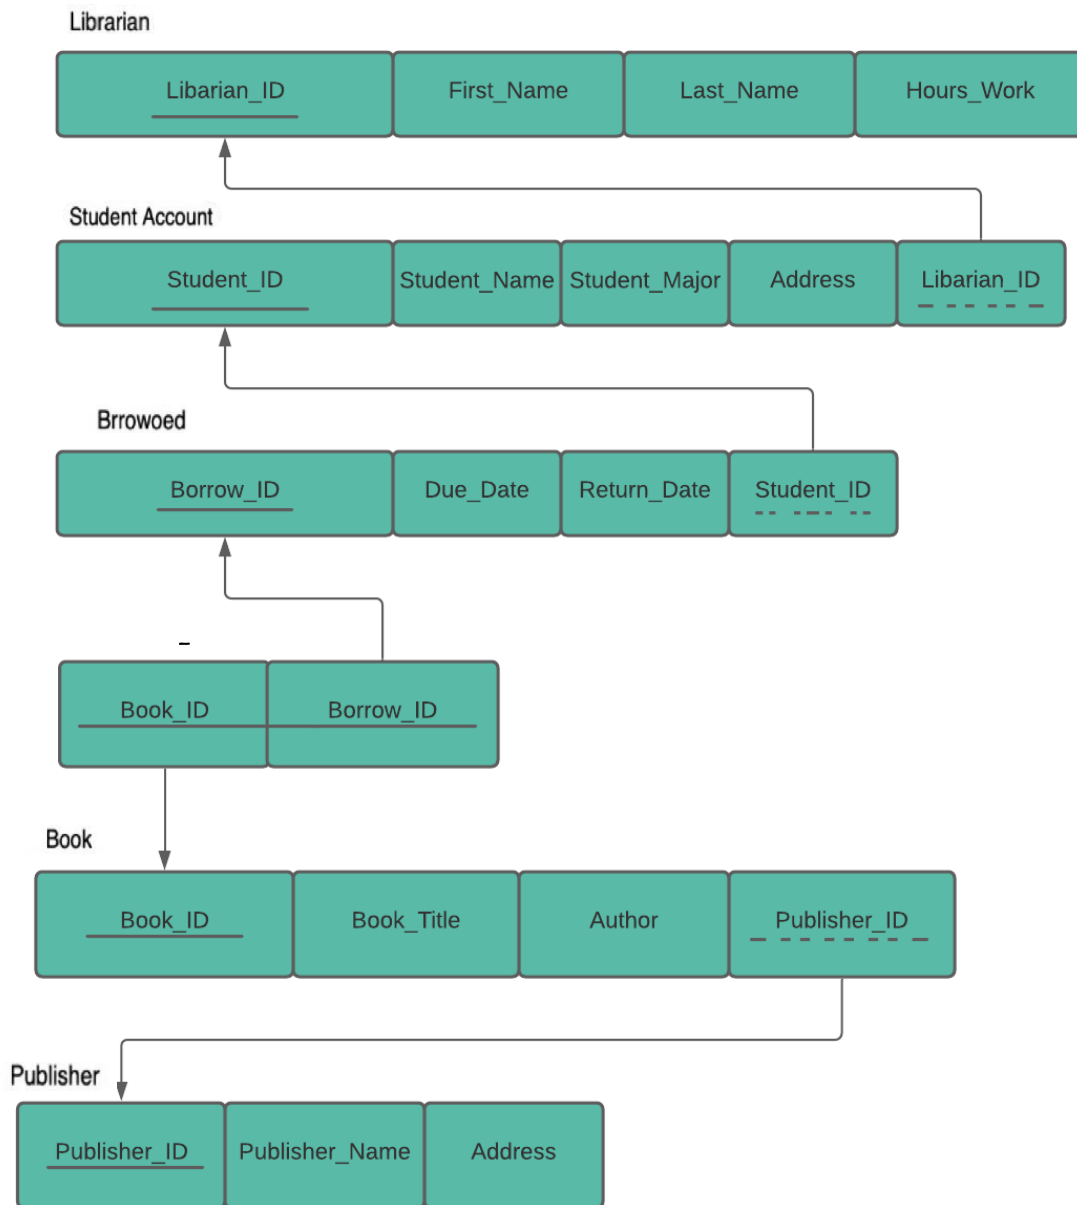 Librarian
Libarian_ID First_Name Last_Name Hours_Work
Student Account
Student_ID Student_Name Student_Major Address Libarian_ID
Brrowoed
Borrow_ID Due_Date Return_Date Student_ID
–
Book_ID Borrow_ID
Book
Book_ID Book_Title Author Publisher_ID
Publisher
Publisher_ID Publisher_Name Address